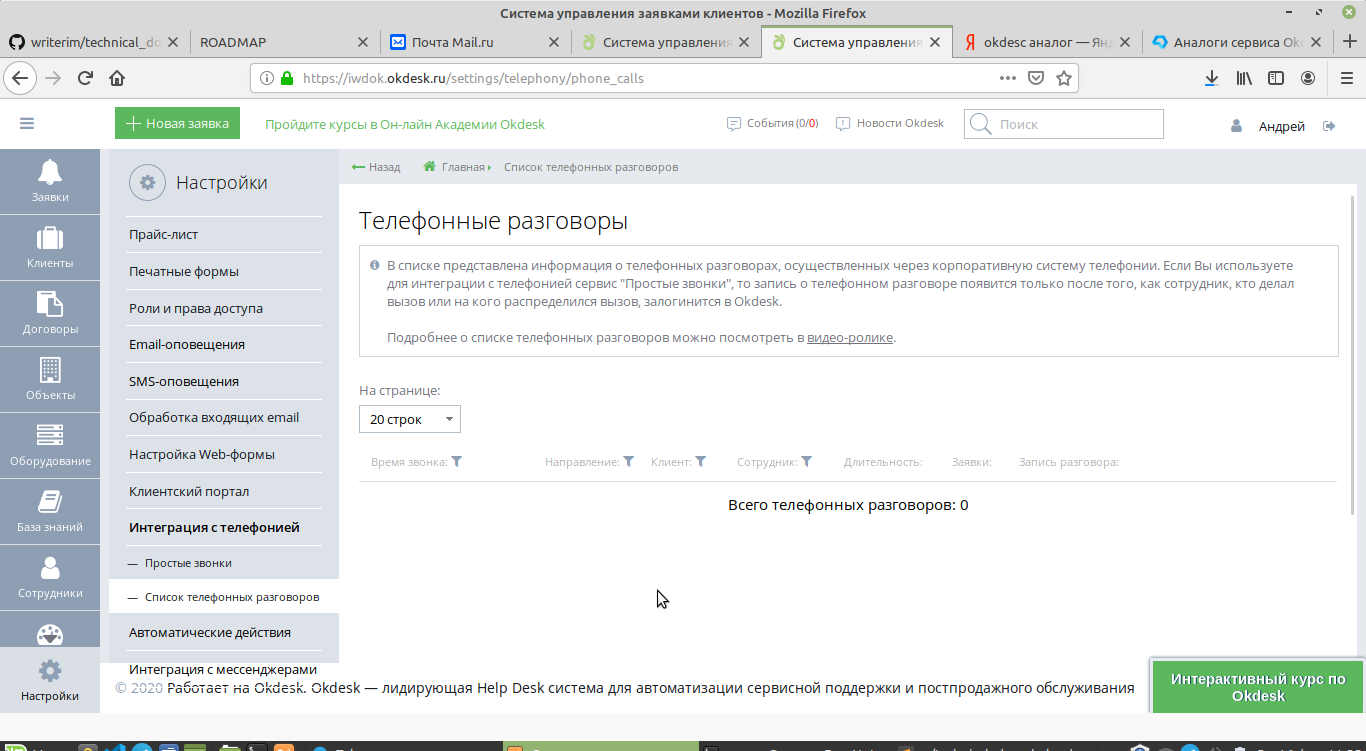 Система управления заявками клиентов - Mozilla Firefox
writerim/technical_do
ROADMAP
Почта Mail.ru
Система управления
Система управления
okdesc аналог — Янд
Аналоги сервиса Okd
https://iwdok.okdesk.ru/settings/telephony/phone_calls
Новая заявка
Пройдите курсы в Он-лайн Академии Okdesk
События (0/0)
Новости Okdesk
Поиск
Андрей
Заявки
Клиенты
Договоры
Объекты
Оборудование
База знаний
Сотрудники
Настройки
Настройки
Прайс-лист
Печатные формы
Роли и права доступа
Email-оповещения
SMS-оповещения
Обработка входящих email
Настройка Web-формы
Клиентский портал
Интеграция с телефонией
— Простые звонки
— Список телефонных разговоров
Автоматические действия
Интеграция с мессенджерами
Назад
Главная
Список телефонных разговоров
Телефонные разговоры
В списке представлена информация о телефонных разговорах, осуществленных через корпоративную систему телефонии. Если Вы используете
для интеграции с телефонией сервис "Простые звонки", то запись о телефонном разговоре появится только после того, как сотрудник, кто делал
вызов или на кого распределился вызов, залогинится в Okdesk.
Подробнее о списке телефонных разговоров можно посмотреть в видео-ролике.
На странице:
20 строк
Время звонка:
Направление:
Клиент:
Сотрудник:
Длительность:
Заявки:
Запись разговора:
Всего телефонных разговоров: 0
© 2020 Работает на Okdesk. Okdesk — лидирующая Help Desk система для автоматизации сервисной поддержки и постпродажного обслуживания
Интерактивный курс по
Okdesk